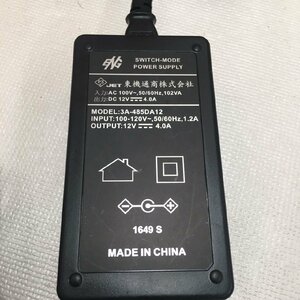 ENG
SWITCH-MODE
POWER SUPPLY
JET 東機通商株式会社
入力:AC 100V~,50/60Hz,102VA
出力:DC 12V⎓4.0A
MODEL:3A-485DA12
INPUT:100-120V~,50/60Hz,1.2A
OUTPUT:12V⎓4.0A
1649 S
MADE IN CHINA